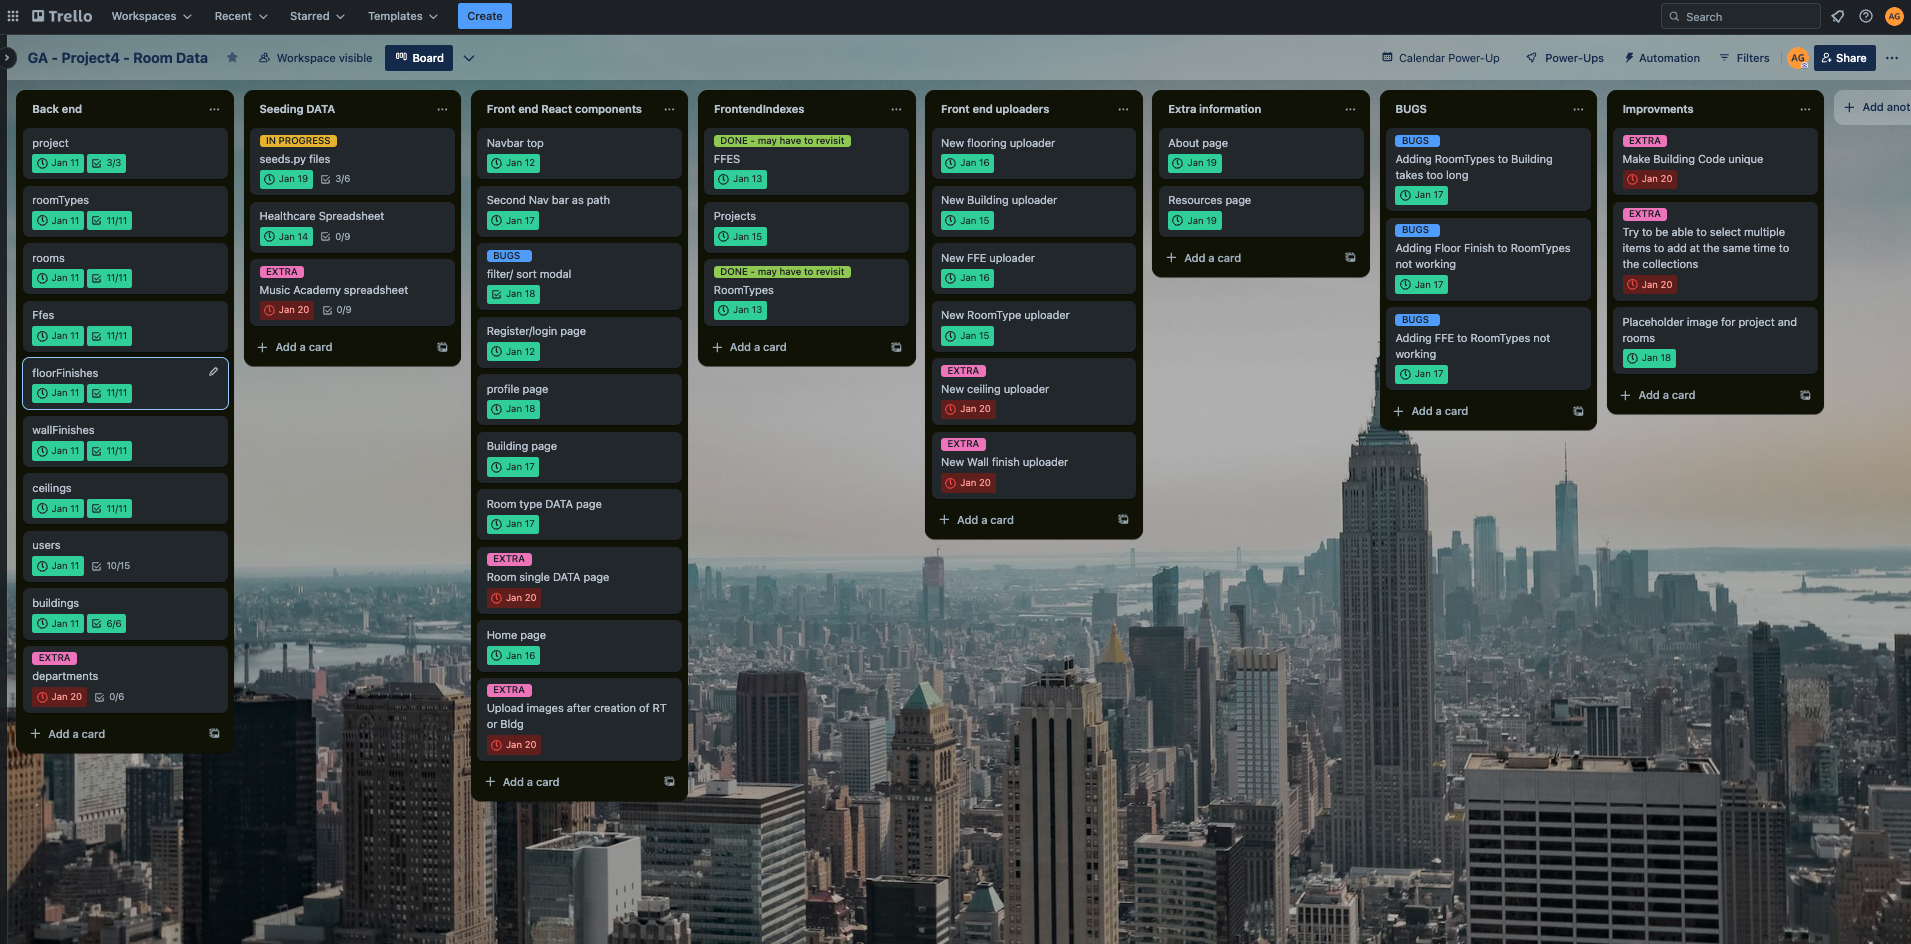 Trello
Workspaces
Recent
Starred
Templates
Create
Search
AG
GA - Project4 - Room Data
Workspace visible
Board
Calendar Power-Up
Power-Ups
Automation
Filters
AG
Share
Back end
project
Jan 11 3/3
roomTypes
Jan 11 11/11
rooms
Jan 11 11/11
Ffes
Jan 11 11/11
floorFinishes
Jan 11 11/11
wallFinishes
Jan 11 11/11
ceilings
Jan 11 11/11
users
Jan 11 10/15
buildings
Jan 11 6/6
EXTRA
departments
Jan 20 0/6
+ Add a card
Seeding DATA
IN PROGRESS
seeds.py files
Jan 19 3/6
Healthcare Spreadsheet
Jan 14 0/9
EXTRA
Music Academy spreadsheet
Jan 20 0/9
+ Add a card
Front end React components
Navbar top
Jan 12
Second Nav bar as path
Jan 17
BUGS
filter/ sort modal
Jan 18
Register/login page
Jan 12
profile page
Jan 18
Building page
Jan 17
Room type DATA page
Jan 17
EXTRA
Room single DATA page
Jan 20
Home page
Jan 16
EXTRA
Upload images after creation of RT
or Bldg
Jan 20
+ Add a card
FrontendIndexes
DONE - may have to revisit
FFES
Jan 13
Projects
Jan 15
DONE - may have to revisit
RoomTypes
Jan 13
+ Add a card
Front end uploaders
New flooring uploader
Jan 16
New Building uploader
Jan 15
New FFE uploader
Jan 16
New RoomType uploader
Jan 15
EXTRA
New ceiling uploader
Jan 20
EXTRA
New Wall finish uploader
Jan 20
+ Add a card
Extra information
About page
Jan 19
Resources page
Jan 19
+ Add a card
BUGS
BUGS
Adding RoomTypes to Building
takes too long
Jan 17
BUGS
Adding Floor Finish to RoomTypes
not working
Jan 17
BUGS
Adding FFE to RoomTypes not
working
Jan 17
+ Add a card
Improvments
EXTRA
Make Building Code unique
Jan 20
EXTRA
Try to be able to select multiple
items to add at the same time to
the collections
Jan 20
Placeholder image for project and
rooms
Jan 18
+ Add a card
+ Add anot